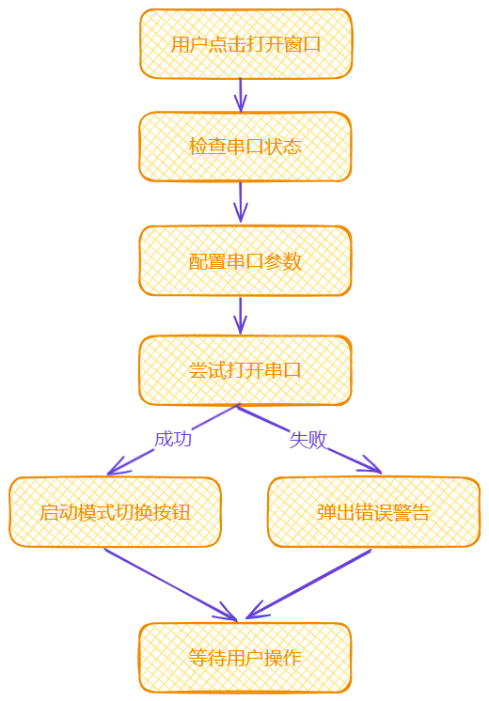 用户点击打开窗口
检查串口状态
配置串口参数
尝试打开串口
成功
失败
启动模式切换按钮
弹出错误警告
等待用户操作